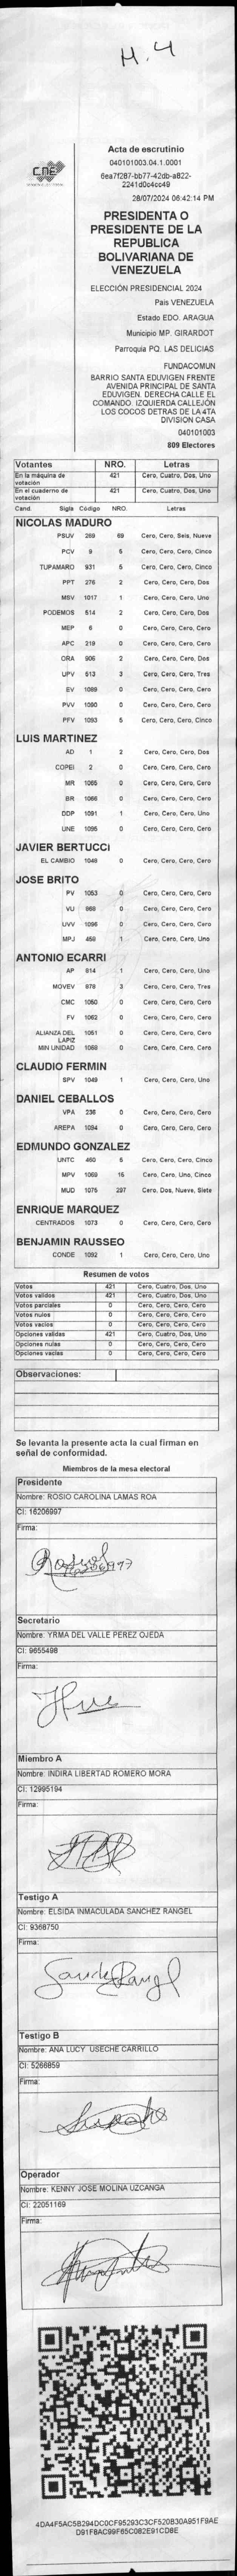 M.4
CNE
Acta de escrutinio
040101003.04.1.0001
6ea7f287-bb77-42db-a822-
2241d0c4cc49
28/07/2024 06:42:14 PM
PRESIDENTA O
PRESIDENTE DE LA
REPUBLICA
BOLIVARIANA DE
VENEZUELA
ELECCIÓN PRESIDENCIAL 2024
Pais VENEZUELA
Estado EDO. ARAGUA
Municipio MP. GIRARDOT
Parroquia PQ. LAS DELICIAS
FUNDACOMUN
BARRIO SANTA EDUVIGEN FRENTE
AVENIDA PRINCIPAL DE SANTA
EDUVIGEN. DERECHA CALLE EL
COMANDO. IZQUIERDA CALLEJÓN
LOS COCOS DETRAS DE LA 4TA
DIVISION CASA
040101003
809 Electores
Votantes NRO. Letras
En la máquina de votación 421 Cero, Cuatro, Dos, Uno
En el cuaderno de votación 421 Cero, Cuatro, Dos, Uno
Cand. Sigla Código NRO. Letras
NICOLAS MADURO
PSUV 269 69 Cero, Cero, Seis, Nueve
PCV 9 5 Cero, Cero, Cero, Cinco
TUPAMARO 931 5 Cero, Cero, Cero, Cinco
PPT 276 2 Cero, Cero, Cero, Dos
MSV 1017 1 Cero, Cero, Cero, Uno
PODEMOS 514 2 Cero, Cero, Cero, Dos
MEP 6 0 Cero, Cero, Cero, Cero
APC 219 0 Cero, Cero, Cero, Cero
ORA 906 2 Cero, Cero, Cero, Dos
UPV 513 3 Cero, Cero, Cero, Tres
EV 1089 0 Cero, Cero, Cero, Cero
PVV 1090 0 Cero, Cero, Cero, Cero
PFV 1093 5 Cero, Cero, Cero, Cinco
LUIS MARTINEZ
AD 1 2 Cero, Cero, Cero, Dos
COPEI 2 0 Cero, Cero, Cero, Cero
MR 1065 0 Cero, Cero, Cero, Cero
BR 1066 0 Cero, Cero, Cero, Cero
DDP 1091 1 Cero, Cero, Cero, Uno
UNE 1095 0 Cero, Cero, Cero, Cero
JAVIER BERTUCCI
EL CAMBIO 1048 0 Cero, Cero, Cero, Cero
JOSE BRITO
PV 1053 0 Cero, Cero, Cero, Cero
VU 868 0 Cero, Cero, Cero, Cero
UVV 1096 0 Cero, Cero, Cero, Cero
MPJ 459 1 Cero, Cero, Cero, Uno
ANTONIO ECARRI
AP 814 1 Cero, Cero, Cero, Uno
MOVEV 878 3 Cero, Cero, Cero, Tres
CMC 1050 0 Cero, Cero, Cero, Cero
FV 1062 0 Cero, Cero, Cero, Cero
ALIANZA DEL LAPIZ 1051 0 Cero, Cero, Cero, Cero
MIN UNIDAD 1068 0 Cero, Cero, Cero, Cero
CLAUDIO FERMIN
SPV 1049 1 Cero, Cero, Cero, Uno
DANIEL CEBALLOS
VPA 236 0 Cero, Cero, Cero, Cero
AREPA 1094 0 Cero, Cero, Cero, Cero
EDMUNDO GONZALEZ
UNTC 460 5 Cero, Cero, Cero, Cinco
MPV 1069 15 Cero, Cero, Uno, Cinco
MUD 1075 297 Cero, Dos, Nueve, Siete
ENRIQUE MARQUEZ
CENTRADOS 1073 0 Cero, Cero, Cero, Cero
BENJAMIN RAUSSEO
CONDE 1092 1 Cero, Cero, Cero, Uno
Resumen de votos
Votos 421 Cero, Cuatro, Dos, Uno
Votos validos 421 Cero, Cuatro, Dos, Uno
Votos parciales 0 Cero, Cero, Cero, Cero
Votos nulos 0 Cero, Cero, Cero, Cero
Votos vacios 0 Cero, Cero, Cero, Cero
Opciones validas 421 Cero, Cuatro, Dos, Uno
Opciones nulas 0 Cero, Cero, Cero, Cero
Opciones vacias 0 Cero, Cero, Cero, Cero
Observaciones:
Se levanta la presente acta la cual firman en
señal de conformidad.
Miembros de la mesa electoral
Presidente
Nombre: ROSIO CAROLINA LAMAS ROA
CI: 16206997
Firma:
Secretario
Nombre: YRMA DEL VALLE PEREZ OJEDA
CI: 9655498
Firma:
Miembro A
Nombre: INDIRA LIBERTAD ROMERO MORA
CI: 12995194
Firma:
Testigo A
Nombre: ELSIDA INMACULADA SANCHEZ RANGEL
CI: 9368750
Firma:
Testigo B
Nombre: ANA LUCY USECHE CARRILLO
CI: 5266859
Firma:
Operador
Nombre: KENNY JOSE MOLINA UZCANGA
CI: 22051169
Firma:
4DA4F5AC5B294DC0CF95293C3CF520B30A951F9AE
D91F8AC99F65C082E91CD8E